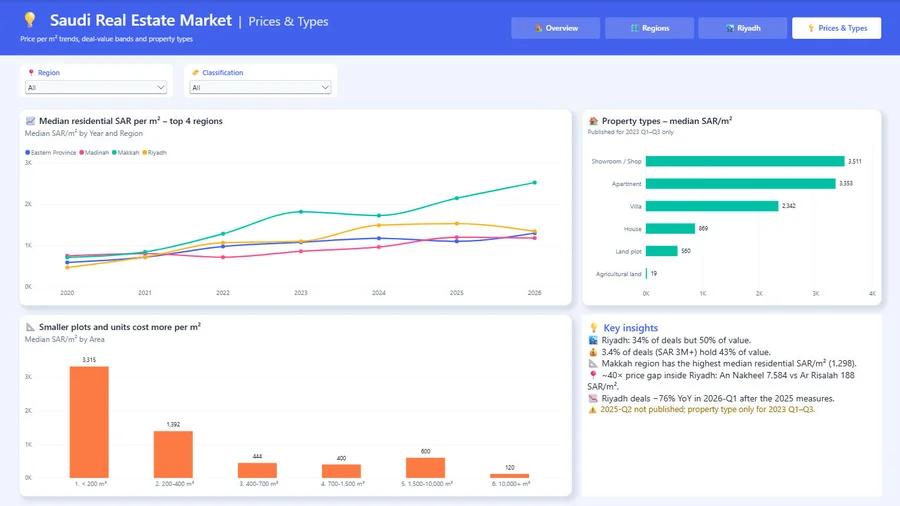 Saudi Real Estate Market | Prices & Types
Price per m² trends, deal-value bands and property types
Overview
Regions
Riyadh
Prices & Types
Region
All
Classification
All
Median residential SAR per m² – top 4 regions
Median SAR/m² by Year and Region
Eastern Province Madinah Makkah Riyadh
3K
2K
1K
0K
2020 2021 2022 2023 2024 2025 2026
Property types – median SAR/m²
Published for 2023 Q1–Q3 only
Showroom / Shop 3,511
Apartment 3,353
Villa 2,342
House 869
Land plot 560
Agricultural land 19
0K 1K 2K 3K 4K
Smaller plots and units cost more per m²
Median SAR/m² by Area
3K
2K
1K
0K
3,315
1,392
444
400
600
120
1. < 200 m² 2. 200-400 m² 3. 400-700 m² 4. 700-1,500 m² 5. 1,500-10,000 m² 6. 10,000+ m²
Key insights
Riyadh: 34% of deals but 50% of value.
3.4% of deals (SAR 3M+) hold 43% of value.
Makkah region has the highest median residential SAR/m² (1,298).
~40× price gap inside Riyadh: An Nakheel 7,584 vs Ar Risalah 188
SAR/m².
Riyadh deals −76% YoY in 2026-Q1 after the 2025 measures.
2025-Q2 not published; property type only for 2023 Q1–Q3.